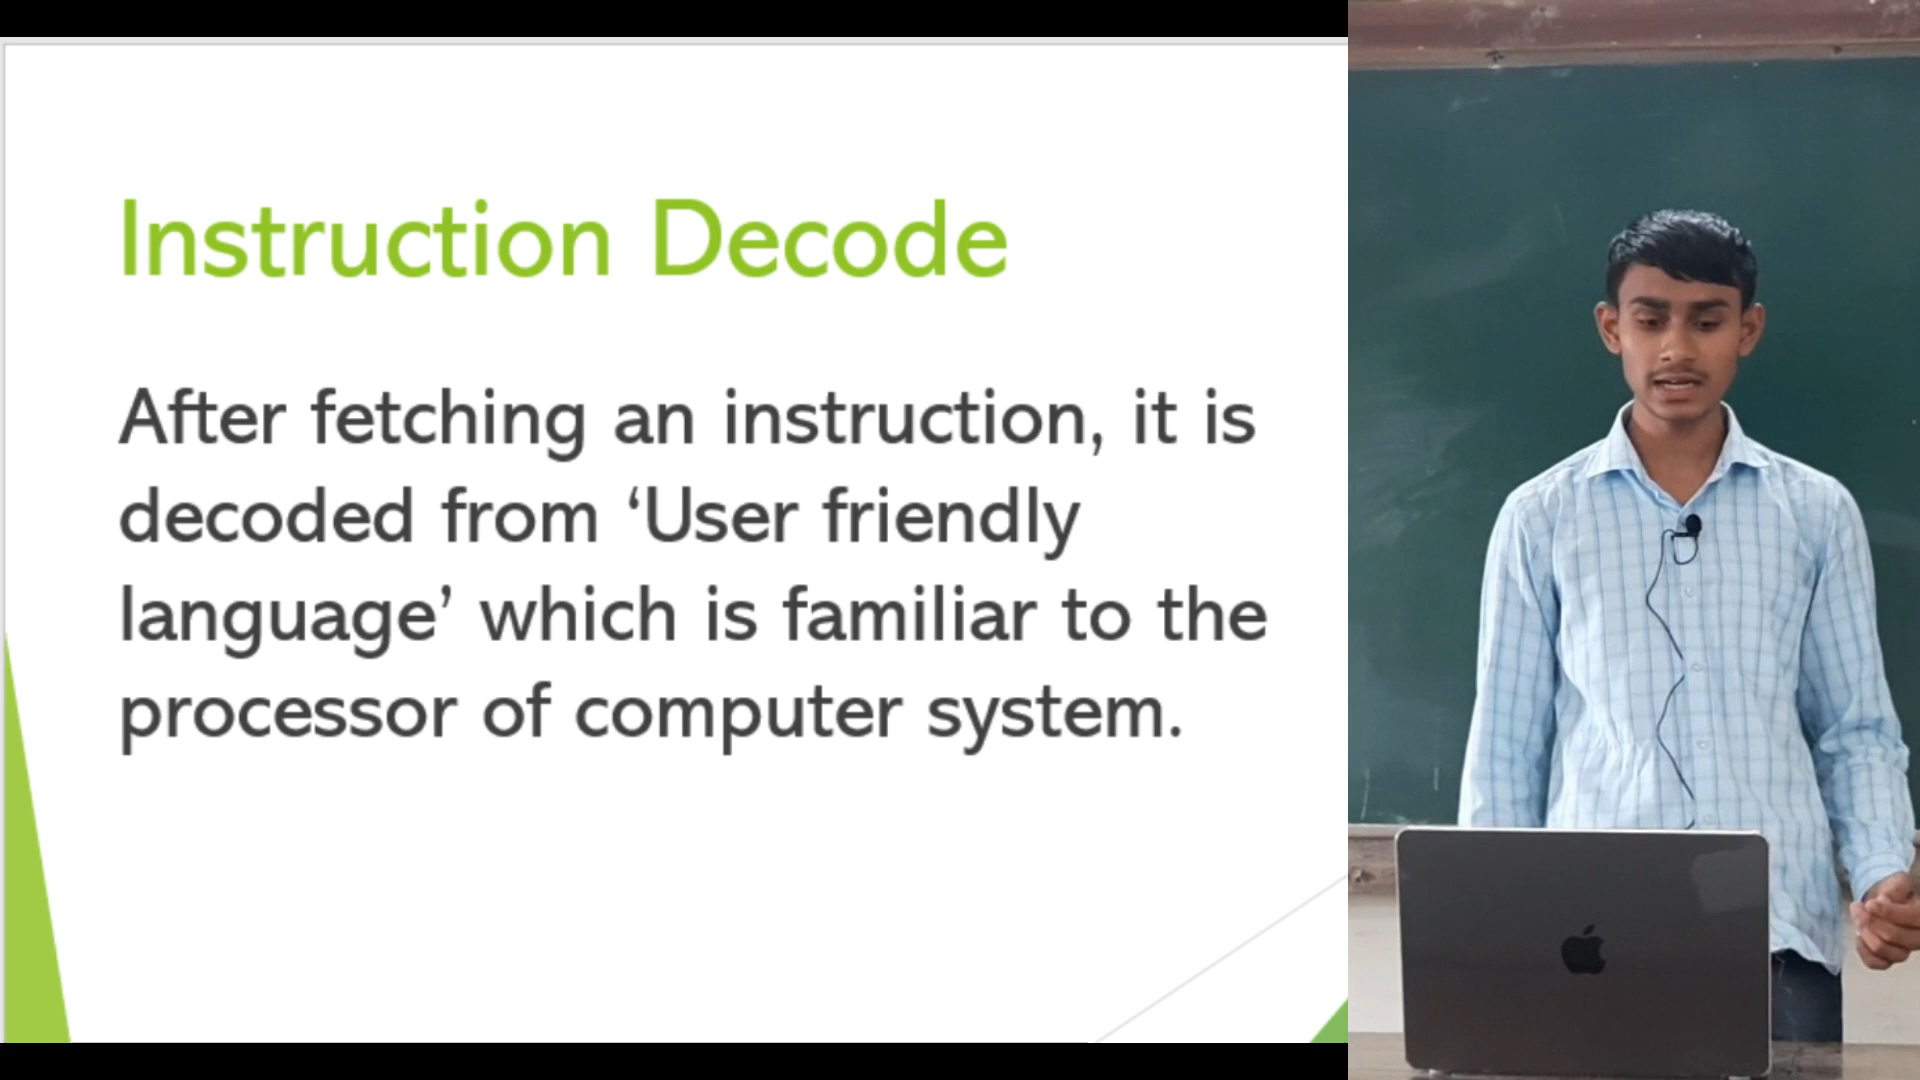 Instruction Decode
After fetching an instruction, it is
decoded from ‘User friendly
language’ which is familiar to the
processor of computer system.